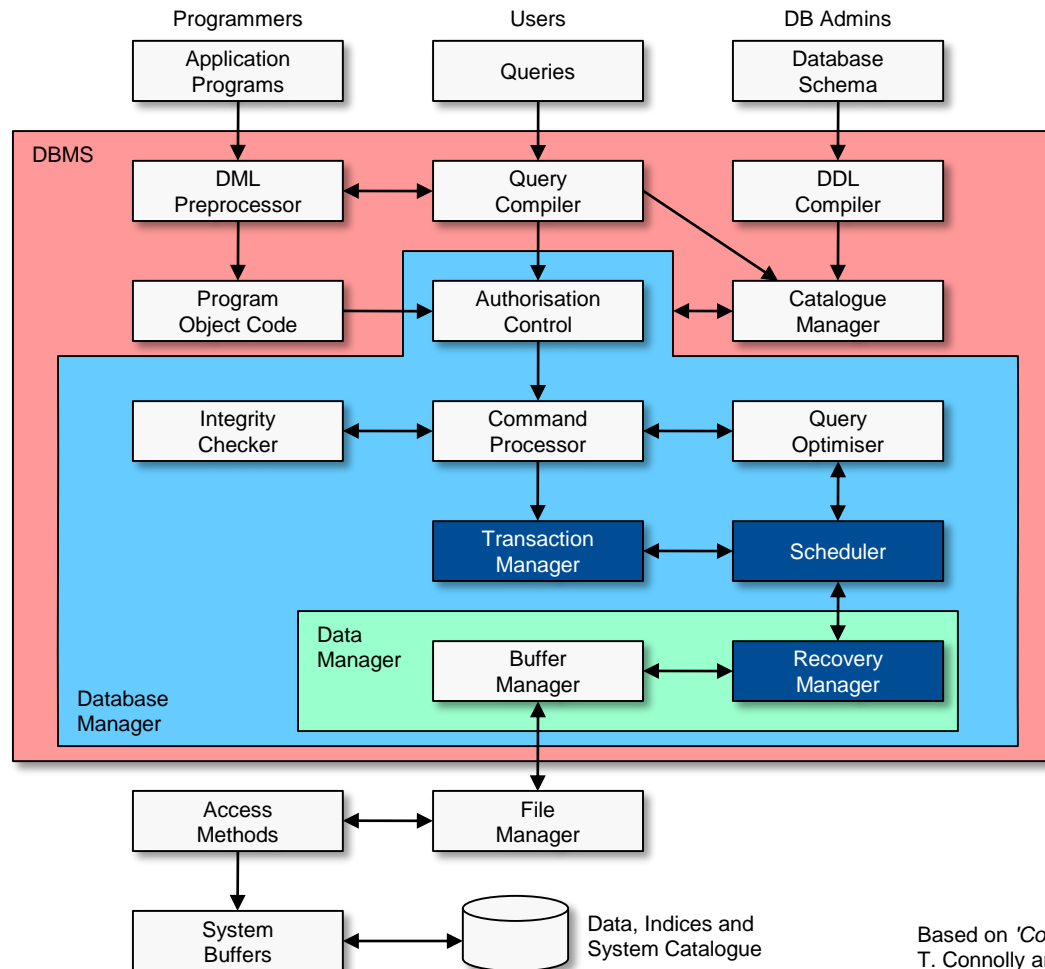 Programmers
Users
DB Admins
Application
Programs
Queries
Database
Schema
DBMS
DML
Preprocessor
Query
Compiler
DDL
Compiler
Program
Object Code
Authorisation
Control
Catalogue
Manager
Integrity
Checker
Command
Processor
Query
Optimiser
Transaction
Manager
Scheduler
Data
Manager
Buffer
Manager
Recovery
Manager
Database
Manager
Access
Methods
File
Manager
System
Buffers
Data, Indices and
System Catalogue
Based on 'Co
T. Connolly a